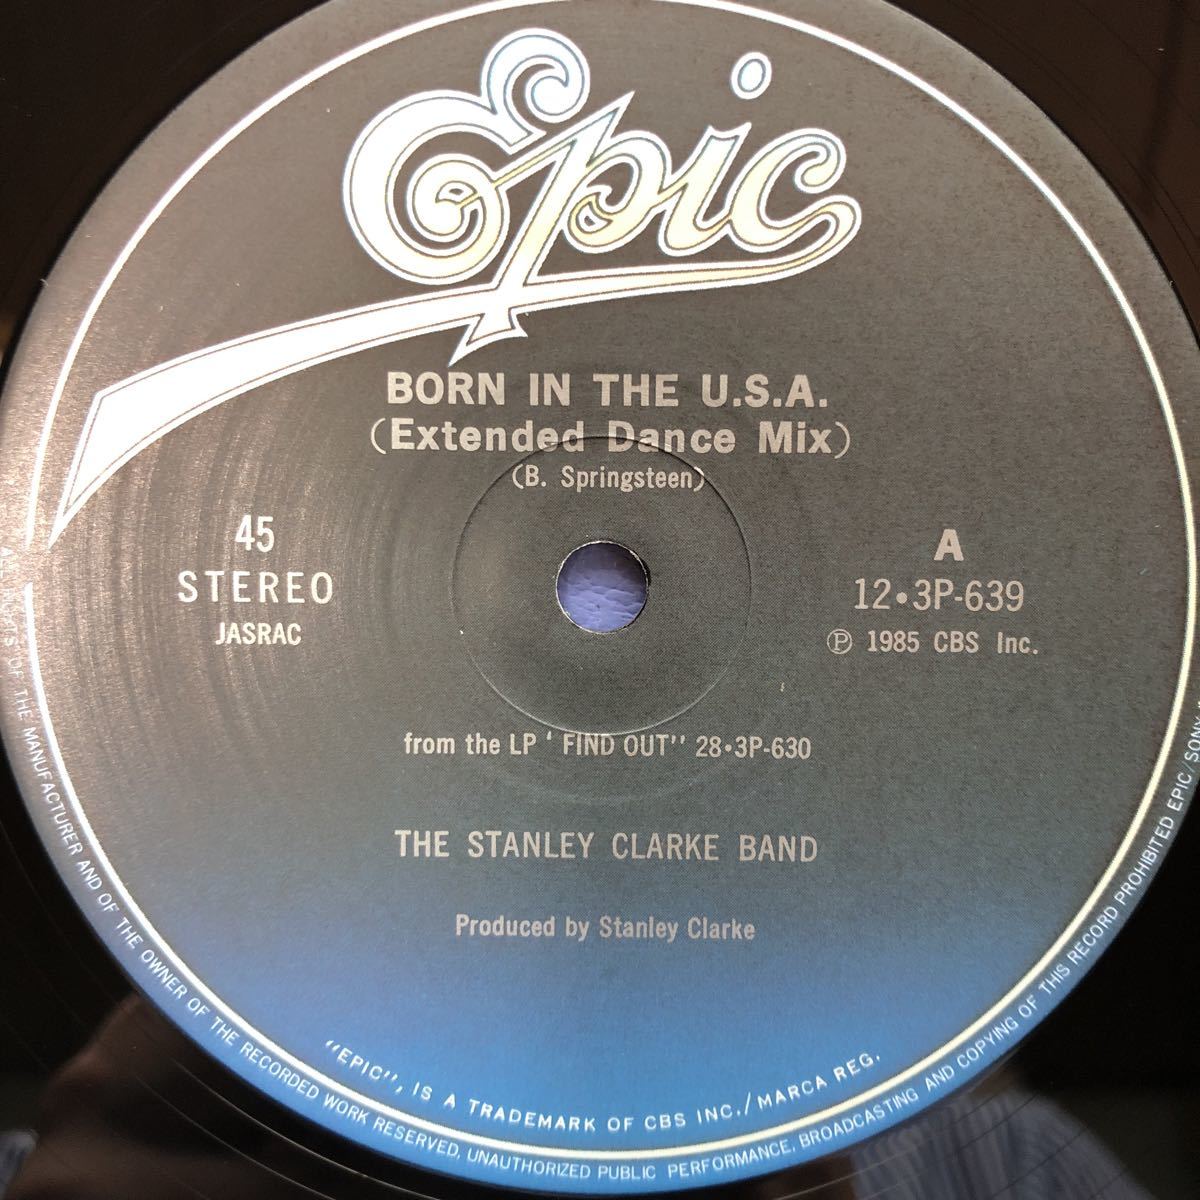 Epic
BORN IN THE U.S.A.
(Extended Dance Mix)
(B. Springsteen)
45
STEREO
JASRAC
A
12•3P-639
Ⓟ 1985 CBS Inc.
from the LP ‘ FIND OUT” 28•3P-630
THE STANLEY CLARKE BAND
Produced by Stanley Clarke
"EPIC", IS A TRADEMARK OF CBS INC./MARCA REG.
OF THE MANUFACTURER AND OF THE OWNER OF THE RECORDED WORK RESERVED, UNAUTHORIZED PUBLIC PERFORMANCE, BROADCASTING AND COPYING OF THIS RECORD PROHIBITED EPIC/SONY